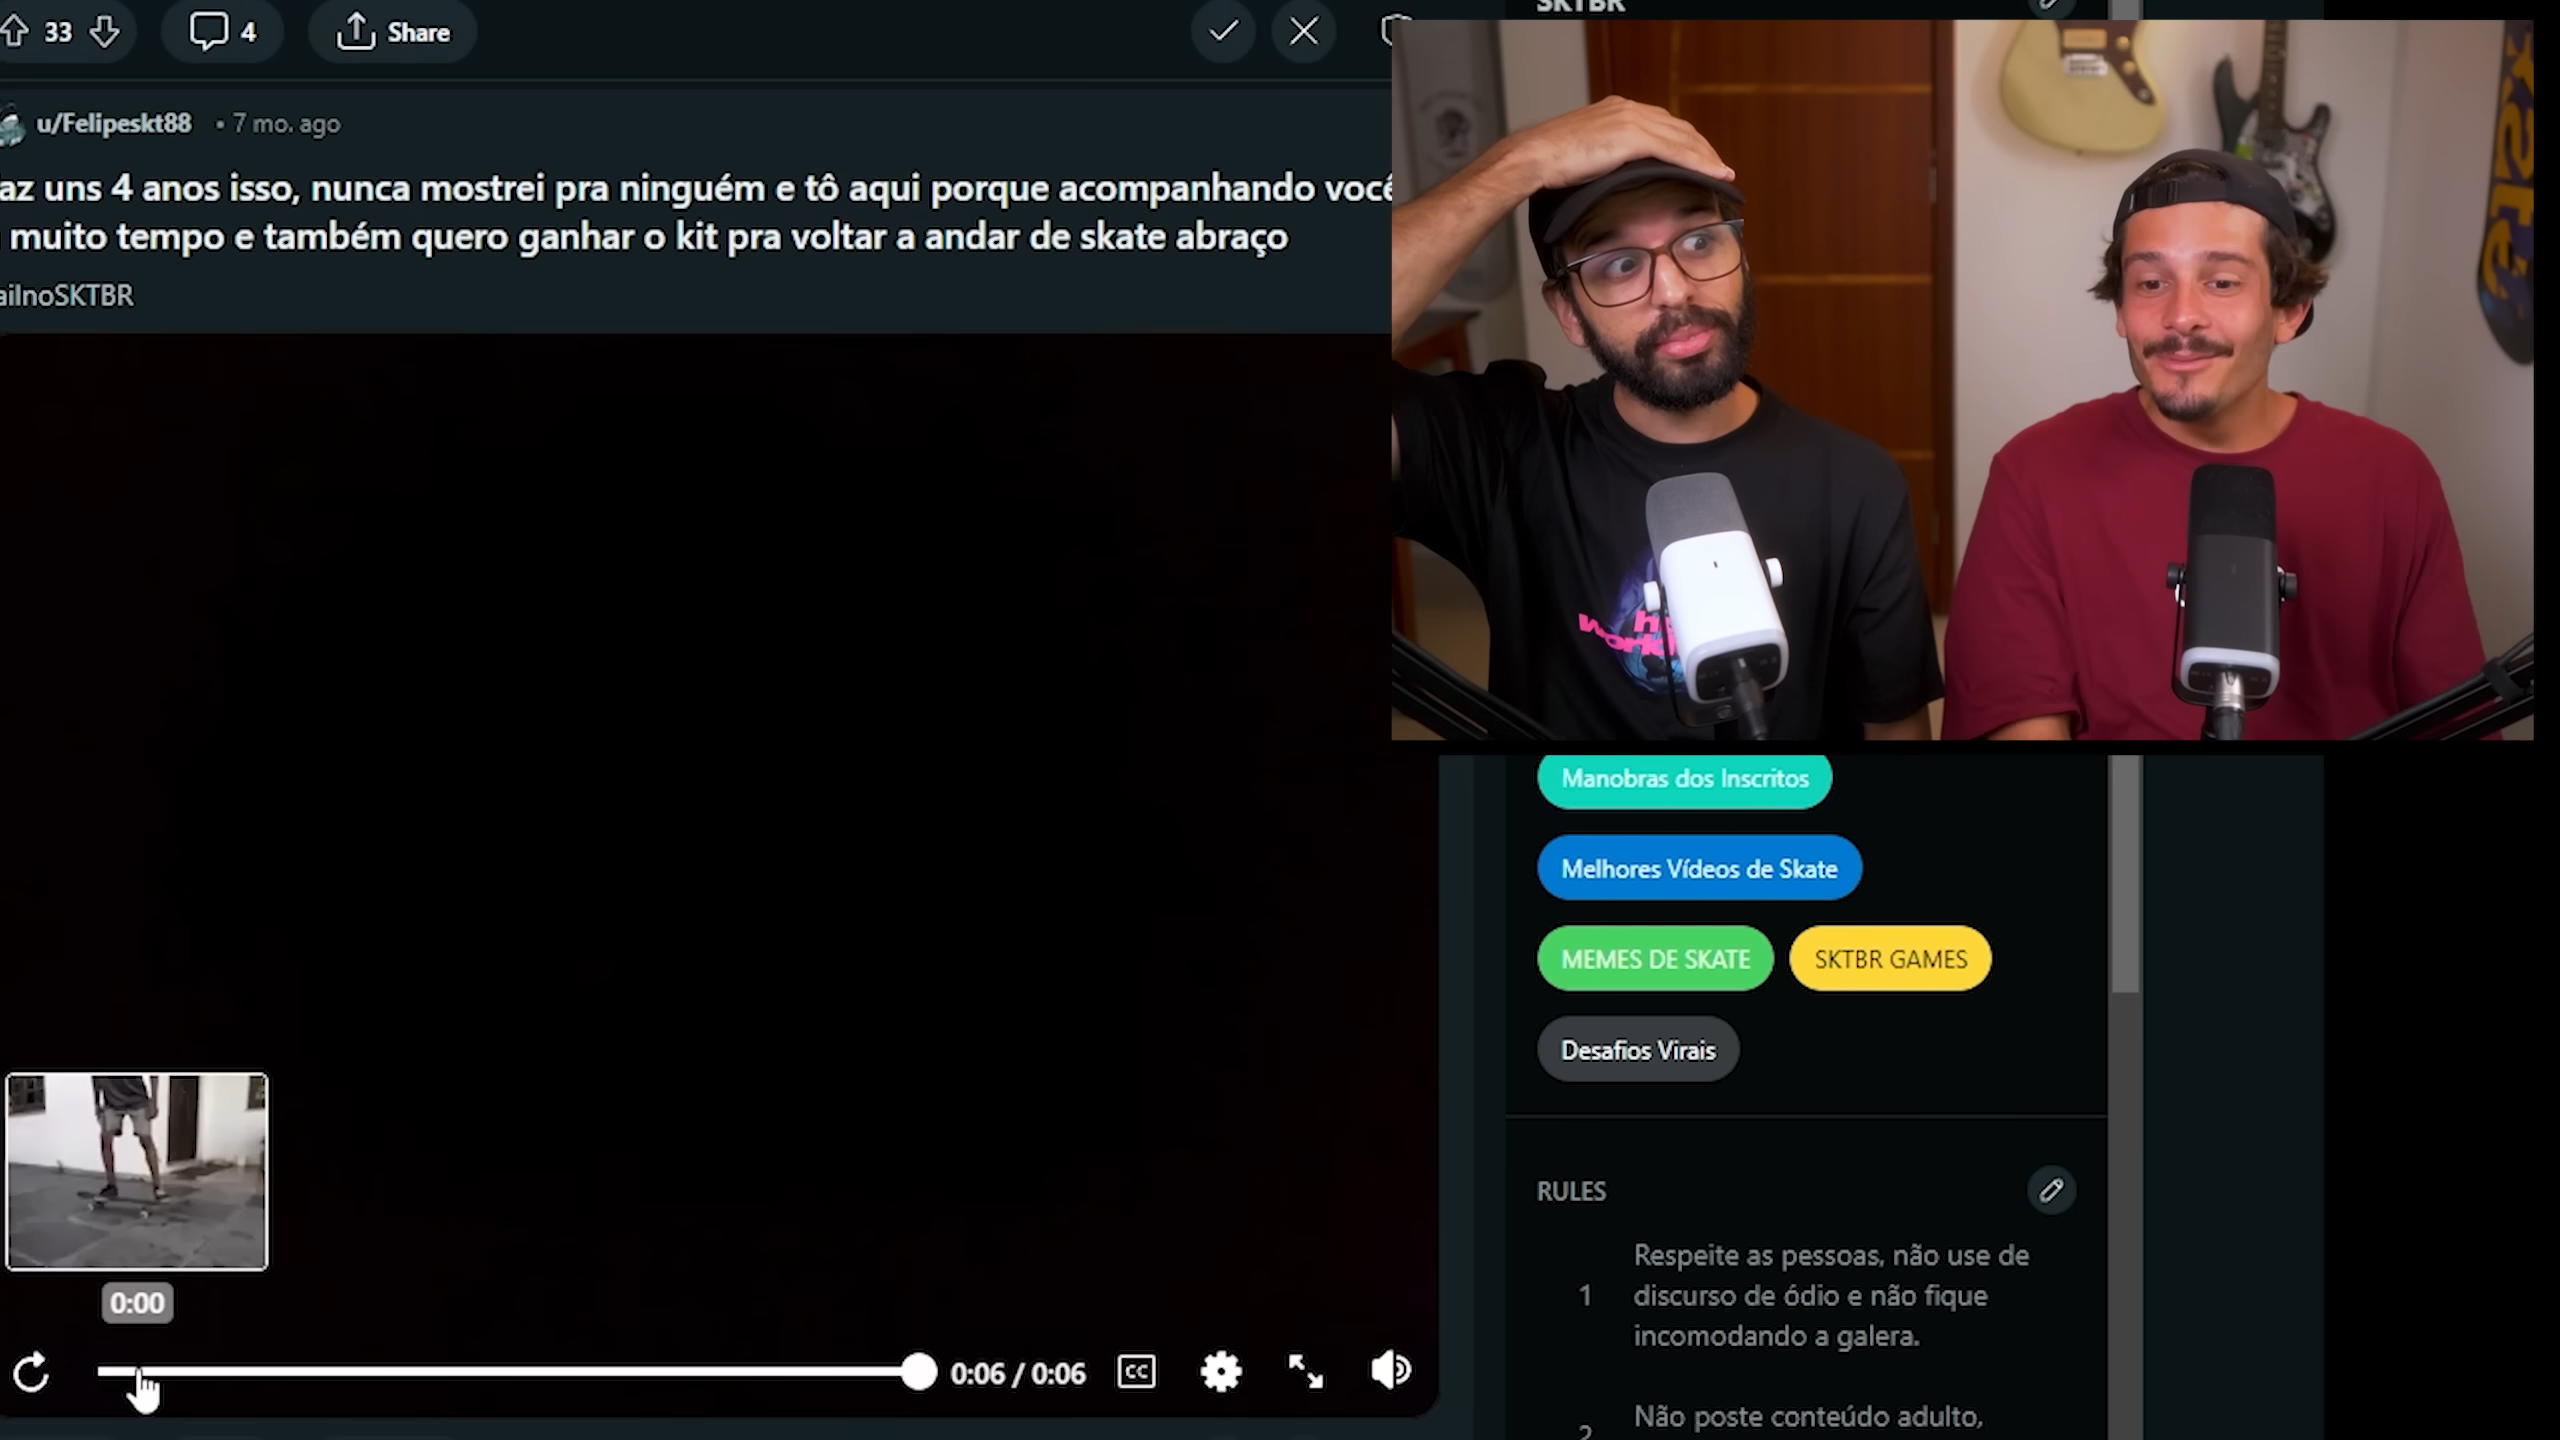 33
4
Share
SKTBR
u/Felipeskt88 • 7 mo. ago
az uns 4 anos isso, nunca mostrei pra ninguém e tô aqui porque acompanhando você
muito tempo e também quero ganhar o kit pra voltar a andar de skate abraço
ailnoSKTBR
Manobras dos Inscritos
Melhores Vídeos de Skate
MEMES DE SKATE
SKTBR GAMES
Desafios Virais
RULES
1
Respeite as pessoas, não use de
discurso de ódio e não fique
incomodando a galera.
2
Não poste conteúdo adulto,
0:00
0:06 / 0:06
CC